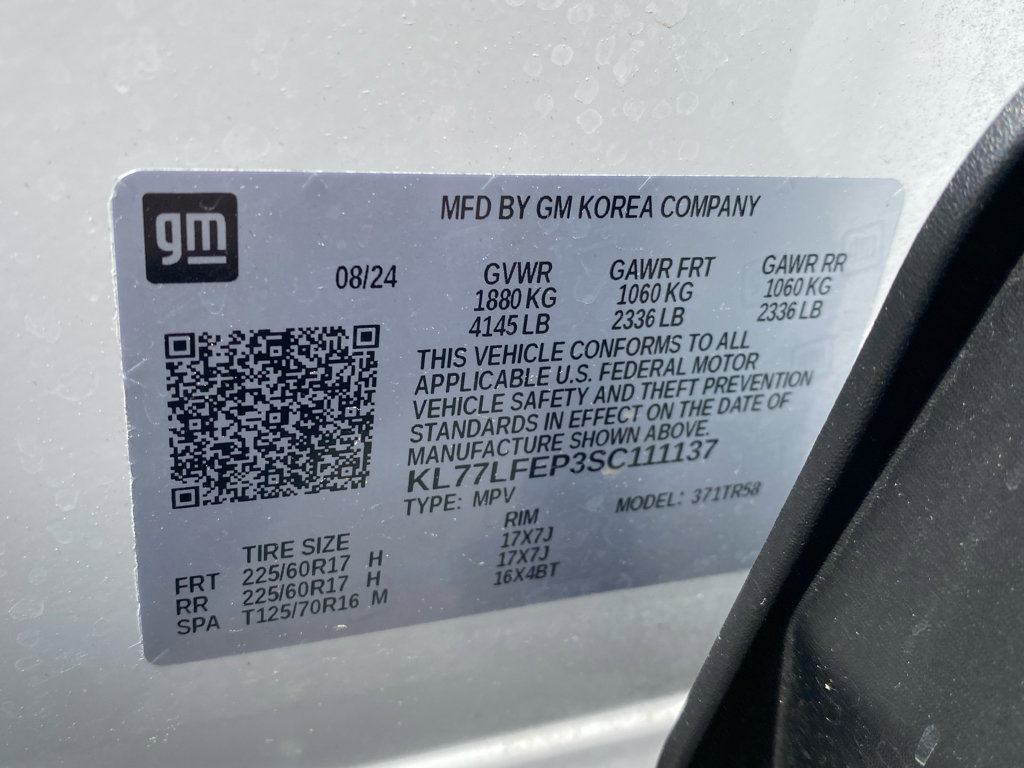 gm
MFD BY GM KOREA COMPANY
08/24
GVWR GAWR FRT GAWR RR
1880 KG 1060 KG 1060 KG
4145 LB 2336 LB 2336 LB
THIS VEHICLE CONFORMS TO ALL
APPLICABLE U.S. FEDERAL MOTOR
VEHICLE SAFETY AND THEFT PREVENTION
STANDARDS IN EFFECT ON THE DATE OF
MANUFACTURE SHOWN ABOVE.
KL77LFEP3SC111137
TYPE: MPV MODEL: 371TR58
TIRE SIZE RIM
FRT 225/60R17 H 17X7J
RR 225/60R17 H 17X7J
SPA T125/70R16 M 16X4BT